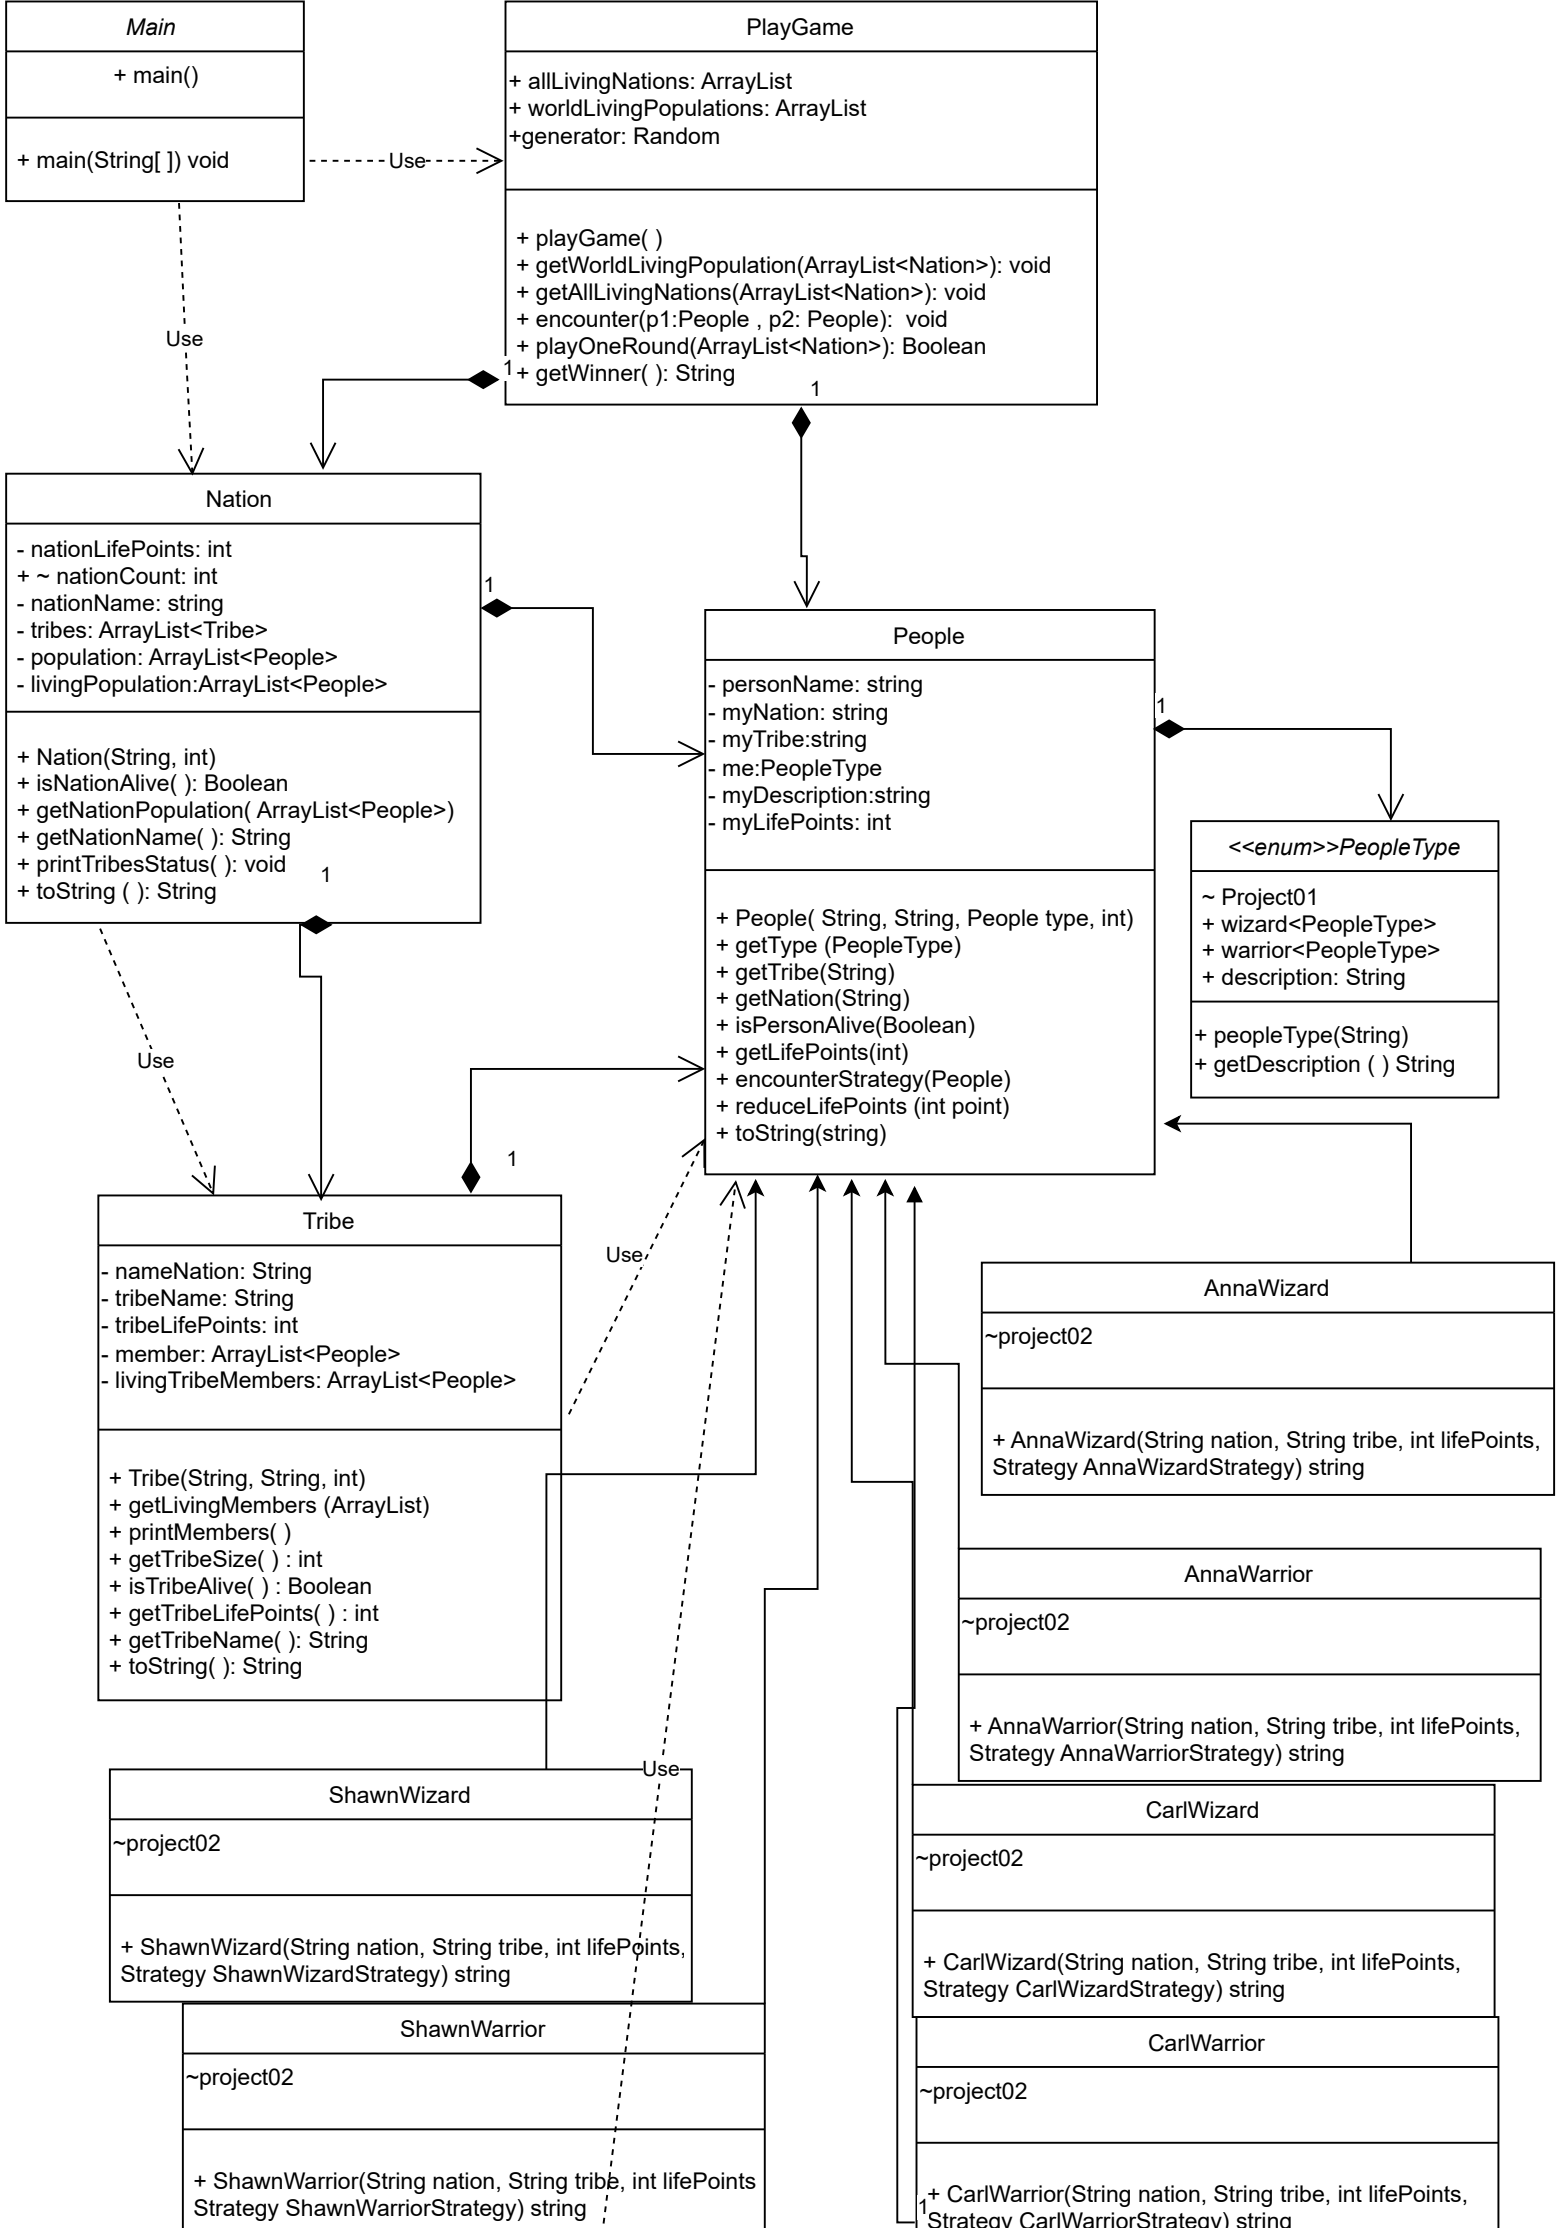 Main
+ main()
+ main(String[ ]) void
Use
PlayGame
+ allLivingNations: ArrayList
+ worldLivingPopulations: ArrayList
+generator: Random
+ playGame( )
+ getWorldLivingPopulation(ArrayList<Nation>): void
+ getAllLivingNations(ArrayList<Nation>): void
+ encounter(p1:People , p2: People):  void
+ playOneRound(ArrayList<Nation>): Boolean
+ getWinner( ): String
1
1
Use
Nation
- nationLifePoints: int
+ ~ nationCount: int
- nationName: string
- tribes: ArrayList<Tribe>
- population: ArrayList<People>
- livingPopulation:ArrayList<People>
+ Nation(String, int)
+ isNationAlive( ): Boolean
+ getNationPopulation( ArrayList<People>)
+ getNationName( ): String
+ printTribesStatus( ): void
+ toString ( ): String
1
1
People
- personName: string
- myNation: string
- myTribe:string
- me:PeopleType
- myDescription:string
- myLifePoints: int
+ People( String, String, People type, int)
+ getType (PeopleType)
+ getTribe(String)
+ getNation(String)
+ isPersonAlive(Boolean)
+ getLifePoints(int)
+ encounterStrategy(People)
+ reduceLifePoints (int point)
+ toString(string)
1
<<enum>>PeopleType
~ Project01
+ wizard<PeopleType>
+ warrior<PeopleType>
+ description: String
+ peopleType(String)
+ getDescription ( ) String
Use
1
Tribe
- nameNation: String
- tribeName: String
- tribeLifePoints: int
- member: ArrayList<People>
- livingTribeMembers: ArrayList<People>
+ Tribe(String, String, int)
+ getLivingMembers (ArrayList)
+ printMembers( )
+ getTribeSize( ) : int
+ isTribeAlive( ) : Boolean
+ getTribeLifePoints( ) : int
+ getTribeName( ): String
+ toString( ): String
Use
AnnaWizard
~project02
+ AnnaWizard(String nation, String tribe, int lifePoints,
Strategy AnnaWizardStrategy) string
AnnaWarrior
~project02
+ AnnaWarrior(String nation, String tribe, int lifePoints,
Strategy AnnaWarriorStrategy) string
Use
ShawnWizard
~project02
+ ShawnWizard(String nation, String tribe, int lifePoints,
Strategy ShawnWizardStrategy) string
CarlWizard
~project02
+ CarlWizard(String nation, String tribe, int lifePoints,
Strategy CarlWizardStrategy) string
ShawnWarrior
~project02
+ ShawnWarrior(String nation, String tribe, int lifePoints
Strategy ShawnWarriorStrategy) string
CarlWarrior
~project02
+ CarlWarrior(String nation, String tribe, int lifePoints,
Strategy CarlWarriorStrategy) string
1